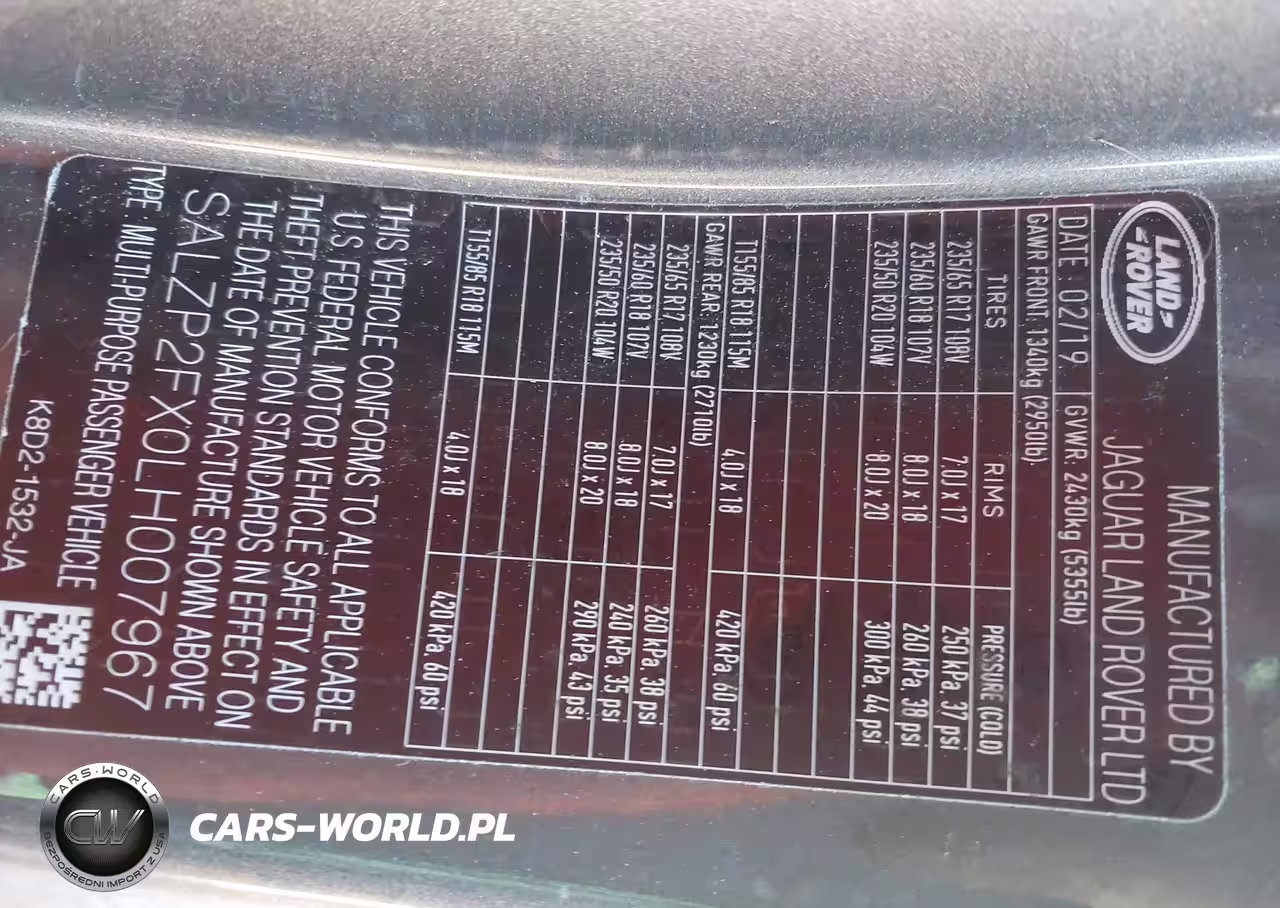 LAND ROVER
MANUFACTURED BY
JAGUAR LAND ROVER LTD
DATE: 02/19 GVWR: 2430kg (5355lb)
GAWR FRONT: 1340kg (2950lb)
TIRES RIMS PRESSURE (COLD)
235/65 R17 108V 7.0J x 17 250 kPa, 37 psi
235/60 R18 107V 8.0J x 18 260 kPa, 38 psi
235/50 R20 104W 8.0J x 20 300 kPa, 44 psi
T155/85 R18 115M 4.0J x 18 420 kPa, 60 psi
GAWR REAR: 1230kg (2710lb)
235/65 R17 108V 7.0J x 17 260 kPa, 38 psi
235/60 R18 107V 8.0J x 18 240 kPa, 35 psi
235/50 R20 104W 8.0J x 20 290 kPa, 43 psi
T155/85 R18 115M 4.0J x 18 420 kPa, 60 psi
THIS VEHICLE CONFORMS TO ALL APPLICABLE
U.S. FEDERAL MOTOR VEHICLE SAFETY AND
THEFT PREVENTION STANDARDS IN EFFECT ON
THE DATE OF MANUFACTURE SHOWN ABOVE
SALZP2FX0LH007967
TYPE: MULTI-PURPOSE PASSENGER VEHICLE
K8D2-1532-JA
CARS-WORLD
CW
BEZPOŚREDNI IMPORT Z USA
CARS-WORLD.PL